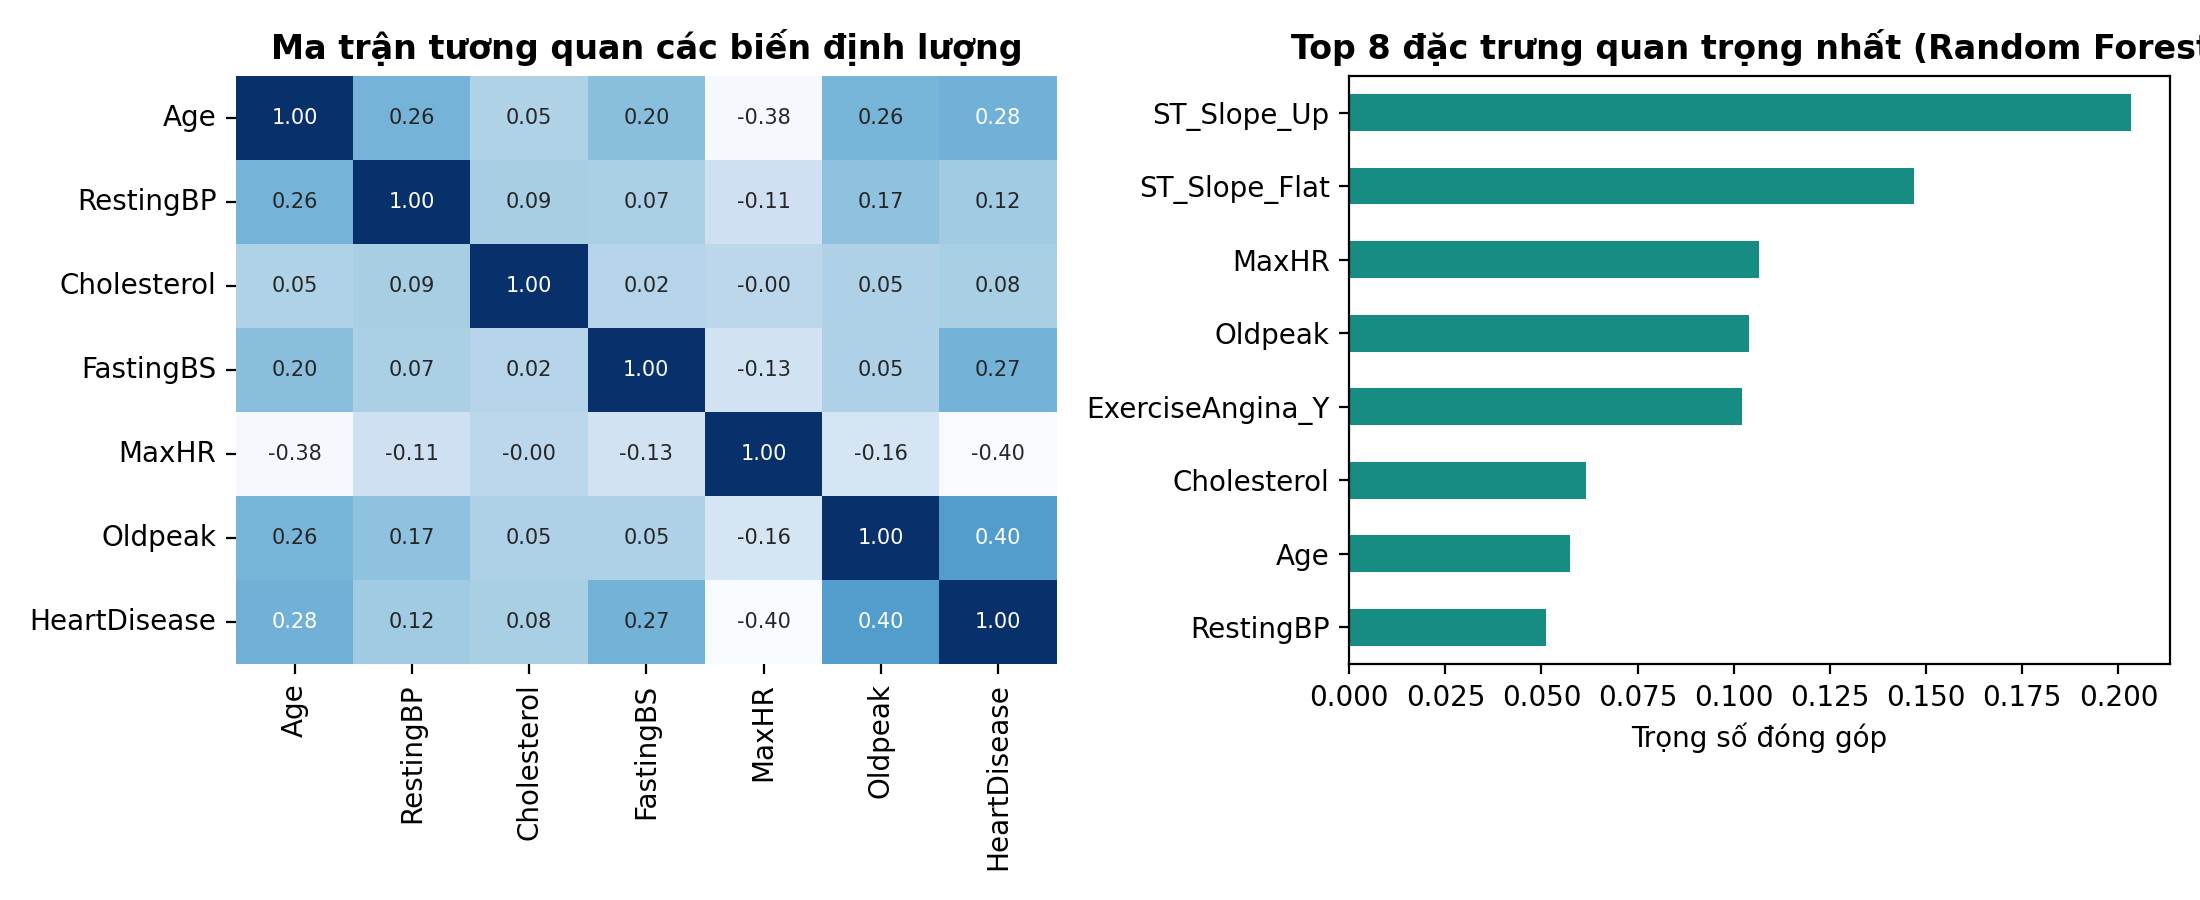 Ma trận tương quan các biến định lượng
Age 1.00 0.26 0.05 0.20 -0.38 0.26 0.28
RestingBP 0.26 1.00 0.09 0.07 -0.11 0.17 0.12
Cholesterol 0.05 0.09 1.00 0.02 -0.00 0.05 0.08
FastingBS 0.20 0.07 0.02 1.00 -0.13 0.05 0.27
MaxHR -0.38 -0.11 -0.00 -0.13 1.00 -0.16 -0.40
Oldpeak 0.26 0.17 0.05 0.05 -0.16 1.00 0.40
HeartDisease 0.28 0.12 0.08 0.27 -0.40 0.40 1.00
Age RestingBP Cholesterol FastingBS MaxHR Oldpeak HeartDisease
Top 8 đặc trưng quan trọng nhất (Random Forest
ST_Slope_Up
ST_Slope_Flat
MaxHR
Oldpeak
ExerciseAngina_Y
Cholesterol
Age
RestingBP
0.000 0.025 0.050 0.075 0.100 0.125 0.150 0.175 0.200
Trọng số đóng góp